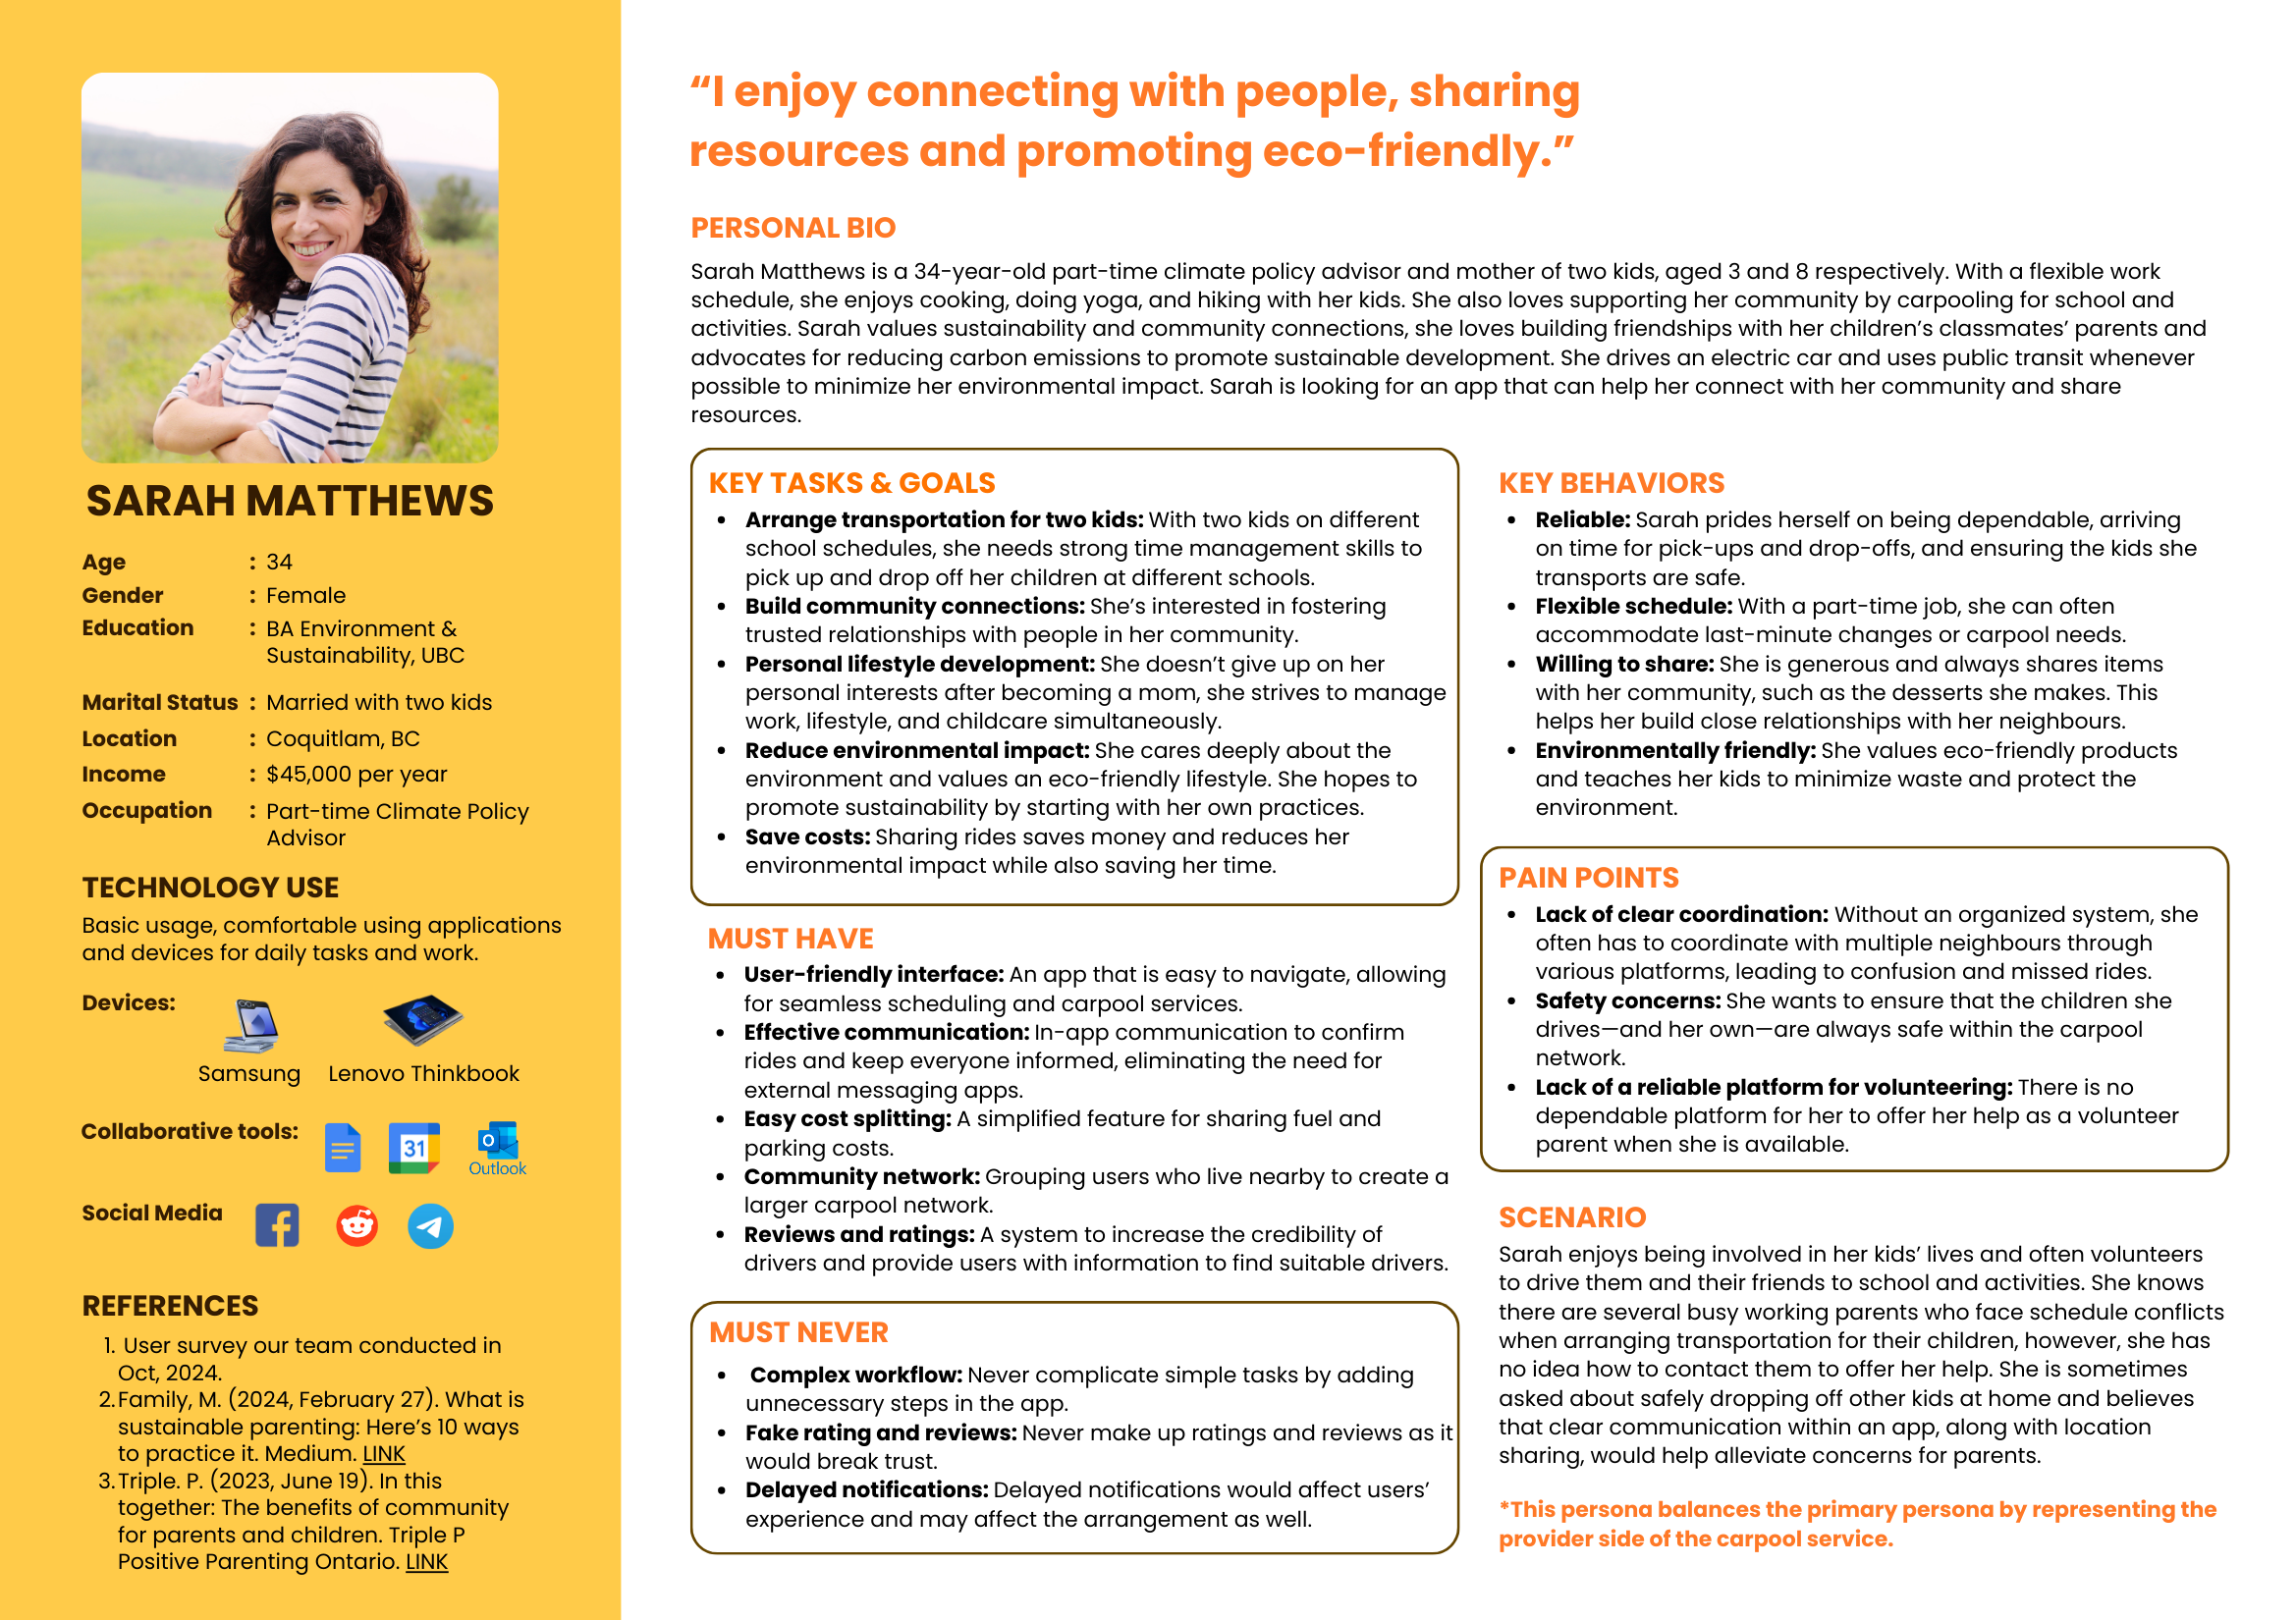 SARAH MATTHEWS
Age : 34
Gender : Female
Education : BA Environment &
Sustainability, UBC
Marital Status : Married with two kids
Location : Coquitlam, BC
Income : $45,000 per year
Occupation : Part-time Climate Policy
Advisor
TECHNOLOGY USE
Basic usage, comfortable using applications
and devices for daily tasks and work.
Devices:
Samsung Lenovo Thinkbook
Collaborative tools:
31
O
Outlook
Social Media
REFERENCES
1. User survey our team conducted in
Oct, 2024.
2. Family, M. (2024, February 27). What is
sustainable parenting: Here’s 10 ways
to practice it. Medium. LINK
3. Triple. P. (2023, June 19). In this
together: The benefits of community
for parents and children. Triple P
Positive Parenting Ontario. LINK
“I enjoy connecting with people, sharing
resources and promoting eco-friendly.”
PERSONAL BIO
Sarah Matthews is a 34-year-old part-time climate policy advisor and mother of two kids, aged 3 and 8 respectively. With a flexible work
schedule, she enjoys cooking, doing yoga, and hiking with her kids. She also loves supporting her community by carpooling for school and
activities. Sarah values sustainability and community connections, she loves building friendships with her children’s classmates’ parents and
advocates for reducing carbon emissions to promote sustainable development. She drives an electric car and uses public transit whenever
possible to minimize her environmental impact. Sarah is looking for an app that can help her connect with her community and share
resources.
KEY TASKS & GOALS
• Arrange transportation for two kids: With two kids on different
school schedules, she needs strong time management skills to
pick up and drop off her children at different schools.
• Build community connections: She’s interested in fostering
trusted relationships with people in her community.
• Personal lifestyle development: She doesn’t give up on her
personal interests after becoming a mom, she strives to manage
work, lifestyle, and childcare simultaneously.
• Reduce environmental impact: She cares deeply about the
environment and values an eco-friendly lifestyle. She hopes to
promote sustainability by starting with her own practices.
• Save costs: Sharing rides saves money and reduces her
environmental impact while also saving her time.
MUST HAVE
• User-friendly interface: An app that is easy to navigate, allowing
for seamless scheduling and carpool services.
• Effective communication: In-app communication to confirm
rides and keep everyone informed, eliminating the need for
external messaging apps.
• Easy cost splitting: A simplified feature for sharing fuel and
parking costs.
• Community network: Grouping users who live nearby to create a
larger carpool network.
• Reviews and ratings: A system to increase the credibility of
drivers and provide users with information to find suitable drivers.
MUST NEVER
• Complex workflow: Never complicate simple tasks by adding
unnecessary steps in the app.
• Fake rating and reviews: Never make up ratings and reviews as it
would break trust.
• Delayed notifications: Delayed notifications would affect users’
experience and may affect the arrangement as well.
KEY BEHAVIORS
• Reliable: Sarah prides herself on being dependable, arriving
on time for pick-ups and drop-offs, and ensuring the kids she
transports are safe.
• Flexible schedule: With a part-time job, she can often
accommodate last-minute changes or carpool needs.
• Willing to share: She is generous and always shares items
with her community, such as the desserts she makes. This
helps her build close relationships with her neighbours.
• Environmentally friendly: She values eco-friendly products
and teaches her kids to minimize waste and protect the
environment.
PAIN POINTS
• Lack of clear coordination: Without an organized system, she
often has to coordinate with multiple neighbours through
various platforms, leading to confusion and missed rides.
• Safety concerns: She wants to ensure that the children she
drives—and her own—are always safe within the carpool
network.
• Lack of a reliable platform for volunteering: There is no
dependable platform for her to offer her help as a volunteer
parent when she is available.
SCENARIO
Sarah enjoys being involved in her kids’ lives and often volunteers
to drive them and their friends to school and activities. She knows
there are several busy working parents who face schedule conflicts
when arranging transportation for their children, however, she has
no idea how to contact them to offer her help. She is sometimes
asked about safely dropping off other kids at home and believes
that clear communication within an app, along with location
sharing, would help alleviate concerns for parents.
*This persona balances the primary persona by representing the
provider side of the carpool service.